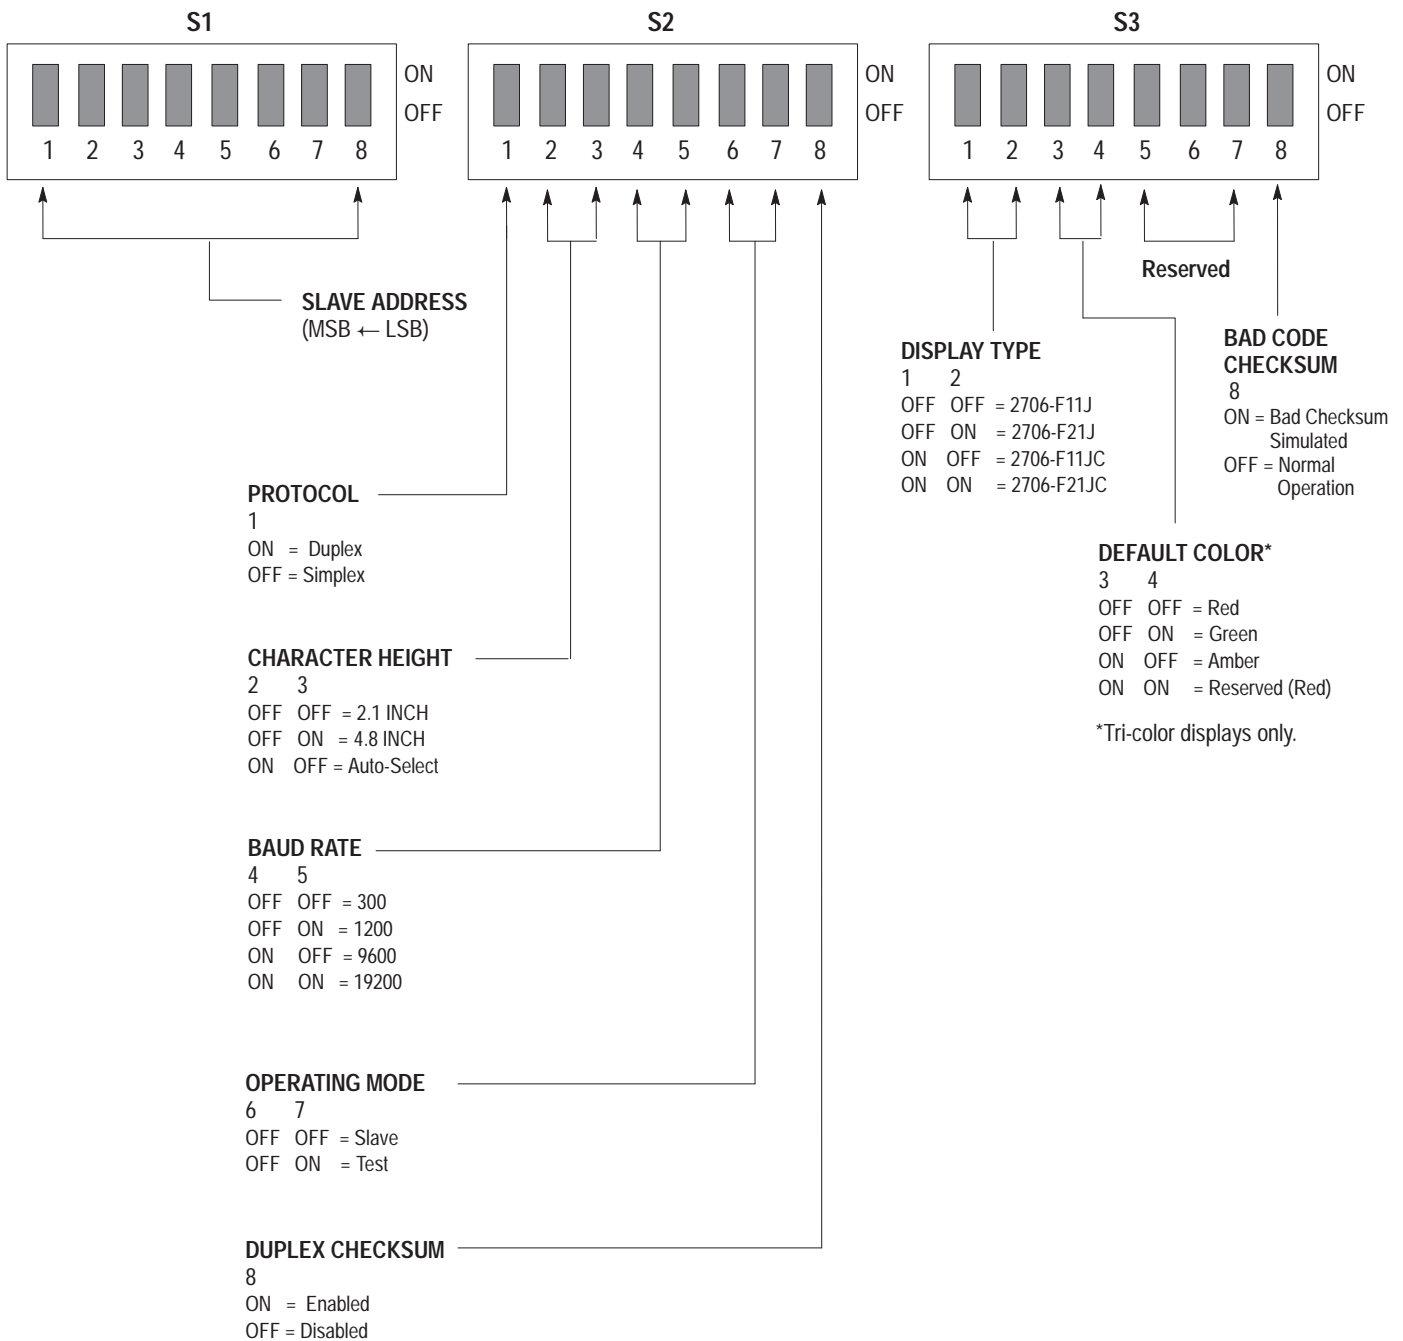 S1
ON
OFF
1 2 3 4 5 6 7 8
S2
ON
OFF
1 2 3 4 5 6 7 8
S3
ON
OFF
1 2 3 4 5 6 7 8
SLAVE ADDRESS
(MSB ← LSB)
PROTOCOL
1
ON = Duplex
OFF = Simplex
CHARACTER HEIGHT
2 3
OFF OFF = 2.1 INCH
OFF ON = 4.8 INCH
ON OFF = Auto-Select
BAUD RATE
4 5
OFF OFF = 300
OFF ON = 1200
ON OFF = 9600
ON ON = 19200
OPERATING MODE
6 7
OFF OFF = Slave
OFF ON = Test
DUPLEX CHECKSUM
8
ON = Enabled
OFF = Disabled
DISPLAY TYPE
1 2
OFF OFF = 2706-F11J
OFF ON = 2706-F21J
ON OFF = 2706-F11JC
ON ON = 2706-F21JC
DEFAULT COLOR*
3 4
OFF OFF = Red
OFF ON = Green
ON OFF = Amber
ON ON = Reserved (Red)
*Tri-color displays only.
Reserved
BAD CODE
CHECKSUM
8
ON = Bad Checksum
Simulated
OFF = Normal
Operation